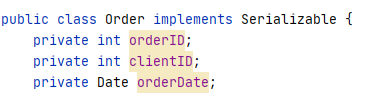 public class Order implements Serializable {
    private int orderID;
    private int clientID;
    private Date orderDate;